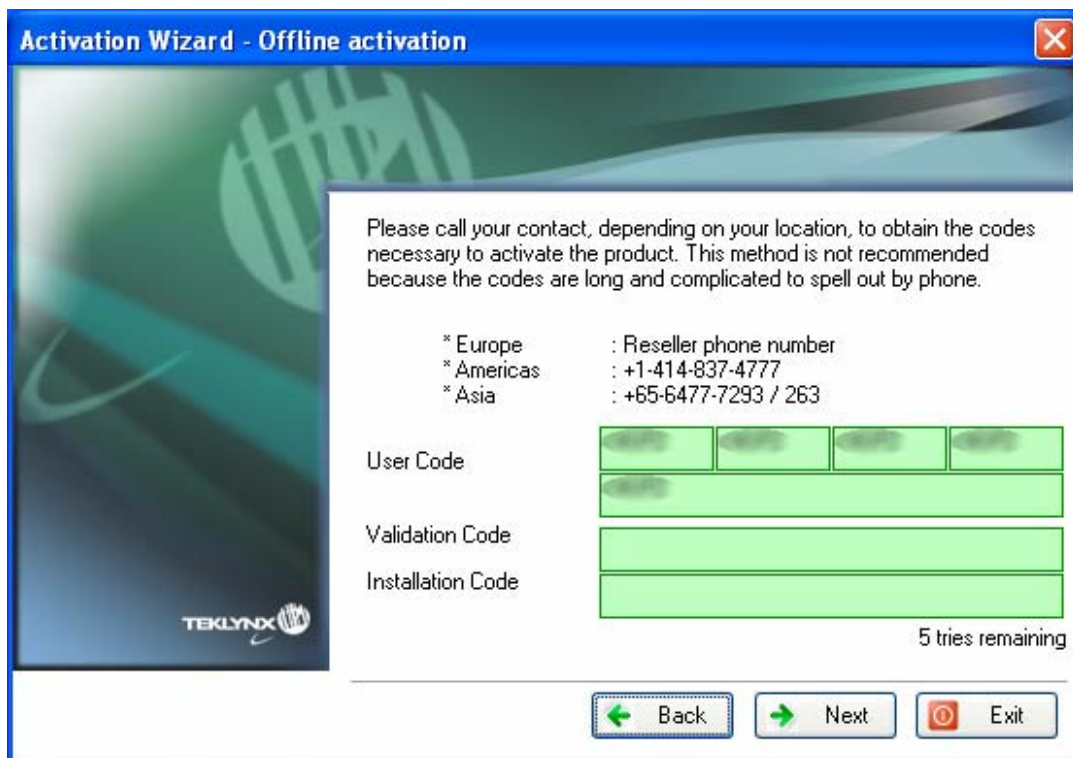 Activation Wizard - Offline activation
Please call your contact, depending on your location, to obtain the codes
necessary to activate the product. This method is not recommended
because the codes are long and complicated to spell out by phone.
* Europe : Reseller phone number
* Americas : +1-414-837-4777
* Asia : +65-6477-7293 / 263
User Code
Validation Code
Installation Code
TEKLYNX
5 tries remaining
Back Next Exit